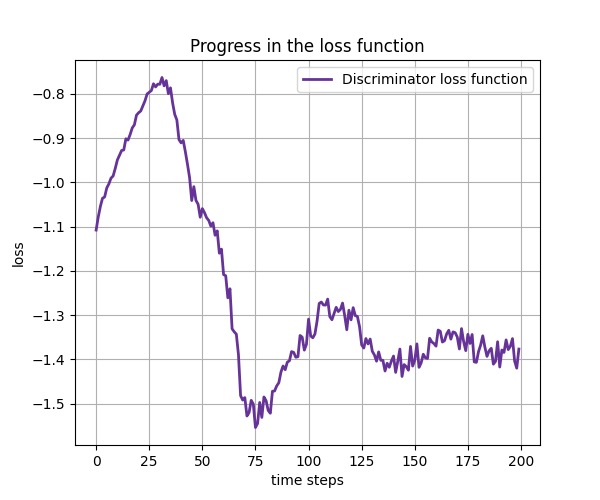 Progress in the loss function
Discriminator loss function
−0.8
−0.9
−1.0
−1.1
−1.2
−1.3
−1.4
−1.5
loss
0 25 50 75 100 125 150 175 200
time steps